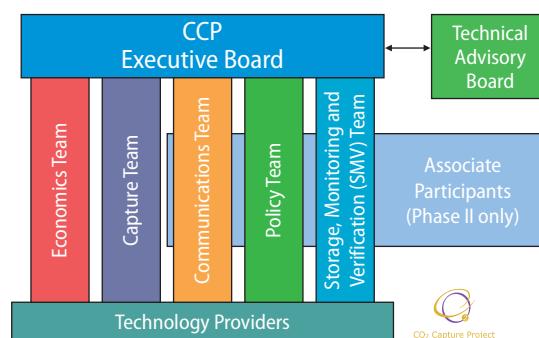 CCP
Executive Board
Technical
Advisory
Board
Economics Team
Capture Team
Communications Team
Policy Team
Storage, Monitoring and
Verification (SMV) Team
Associate
Participants
(Phase II only)
Technology Providers
CO₂ Capture Project